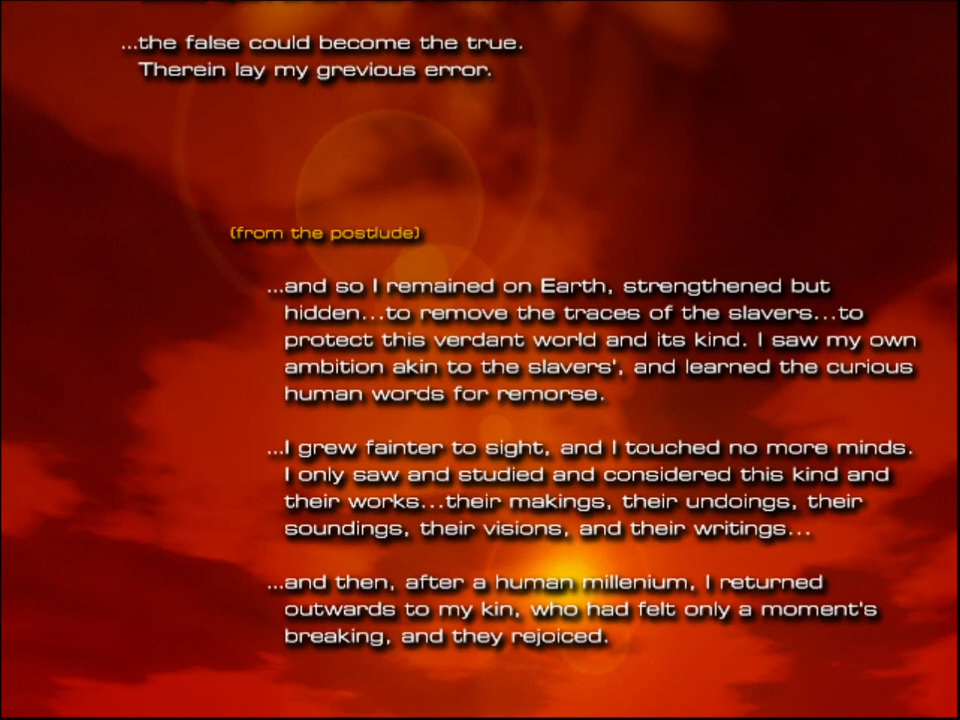 ...the false could become the true.
Therein lay my grevious error.
(from the postlude)
...and so I remained on Earth, strengthened but
hidden...to remove the traces of the slavers...to
protect this verdant world and its kind. I saw my own
ambition akin to the slavers', and learned the curious
human words for remorse.
...I grew fainter to sight, and I touched no more minds.
I only saw and studied and considered this kind and
their works...their makings, their undoings, their
soundings, their visions, and their writings...
...and then, after a human millenium, I returned
outwards to my kin, who had felt only a moment's
breaking, and they rejoiced.